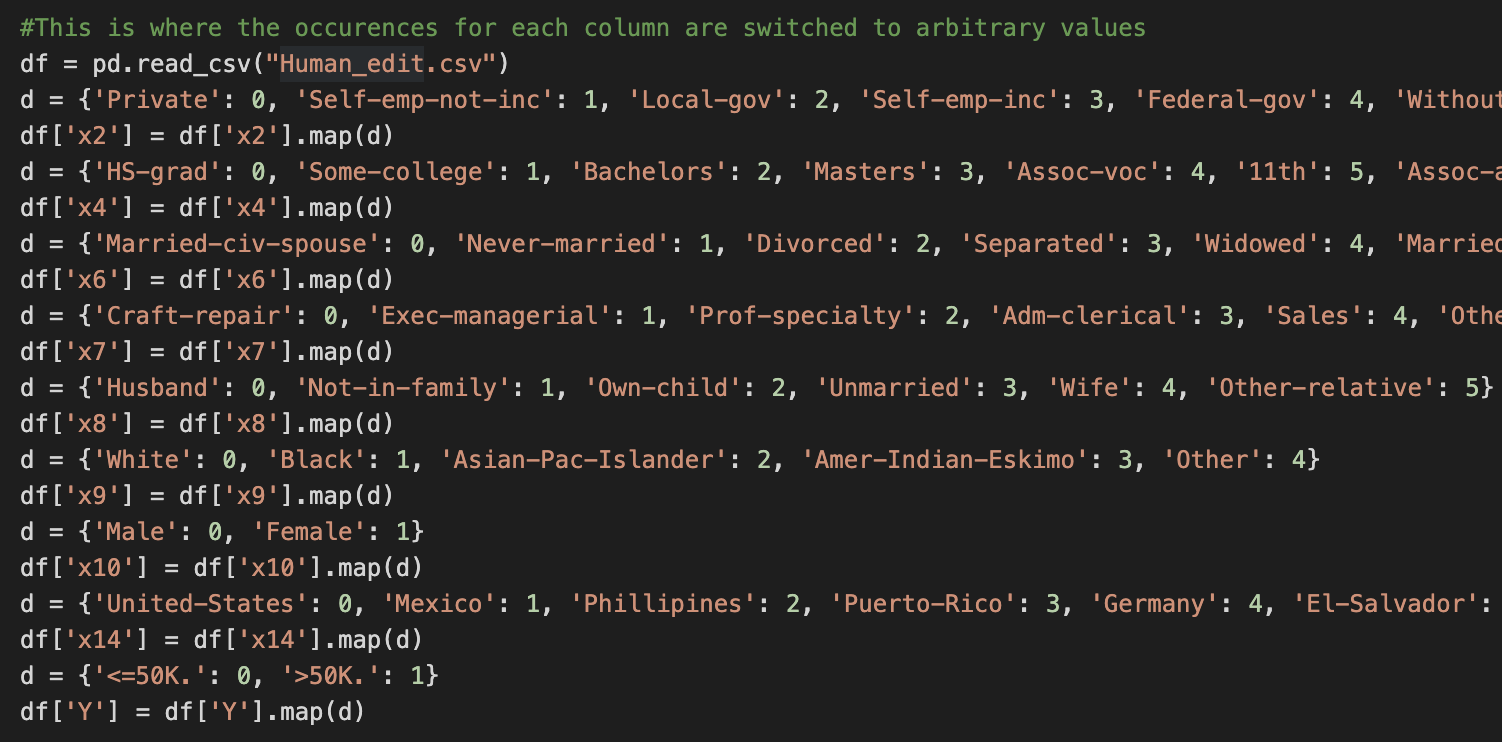 #This is where the occurences for each column are switched to arbitrary values
df = pd.read_csv("Human_edit.csv")
d = {'Private': 0, 'Self-emp-not-inc': 1, 'Local-gov': 2, 'Self-emp-inc': 3, 'Federal-gov': 4, 'Without
df['x2'] = df['x2'].map(d)
d = {'HS-grad': 0, 'Some-college': 1, 'Bachelors': 2, 'Masters': 3, 'Assoc-voc': 4, '11th': 5, 'Assoc-a
df['x4'] = df['x4'].map(d)
d = {'Married-civ-spouse': 0, 'Never-married': 1, 'Divorced': 2, 'Separated': 3, 'Widowed': 4, 'Married
df['x6'] = df['x6'].map(d)
d = {'Craft-repair': 0, 'Exec-managerial': 1, 'Prof-specialty': 2, 'Adm-clerical': 3, 'Sales': 4, 'Othe
df['x7'] = df['x7'].map(d)
d = {'Husband': 0, 'Not-in-family': 1, 'Own-child': 2, 'Unmarried': 3, 'Wife': 4, 'Other-relative': 5}
df['x8'] = df['x8'].map(d)
d = {'White': 0, 'Black': 1, 'Asian-Pac-Islander': 2, 'Amer-Indian-Eskimo': 3, 'Other': 4}
df['x9'] = df['x9'].map(d)
d = {'Male': 0, 'Female': 1}
df['x10'] = df['x10'].map(d)
d = {'United-States': 0, 'Mexico': 1, 'Phillipines': 2, 'Puerto-Rico': 3, 'Germany': 4, 'El-Salvador':
df['x14'] = df['x14'].map(d)
d = {'<=50K.': 0, '>50K.': 1}
df['Y'] = df['Y'].map(d)